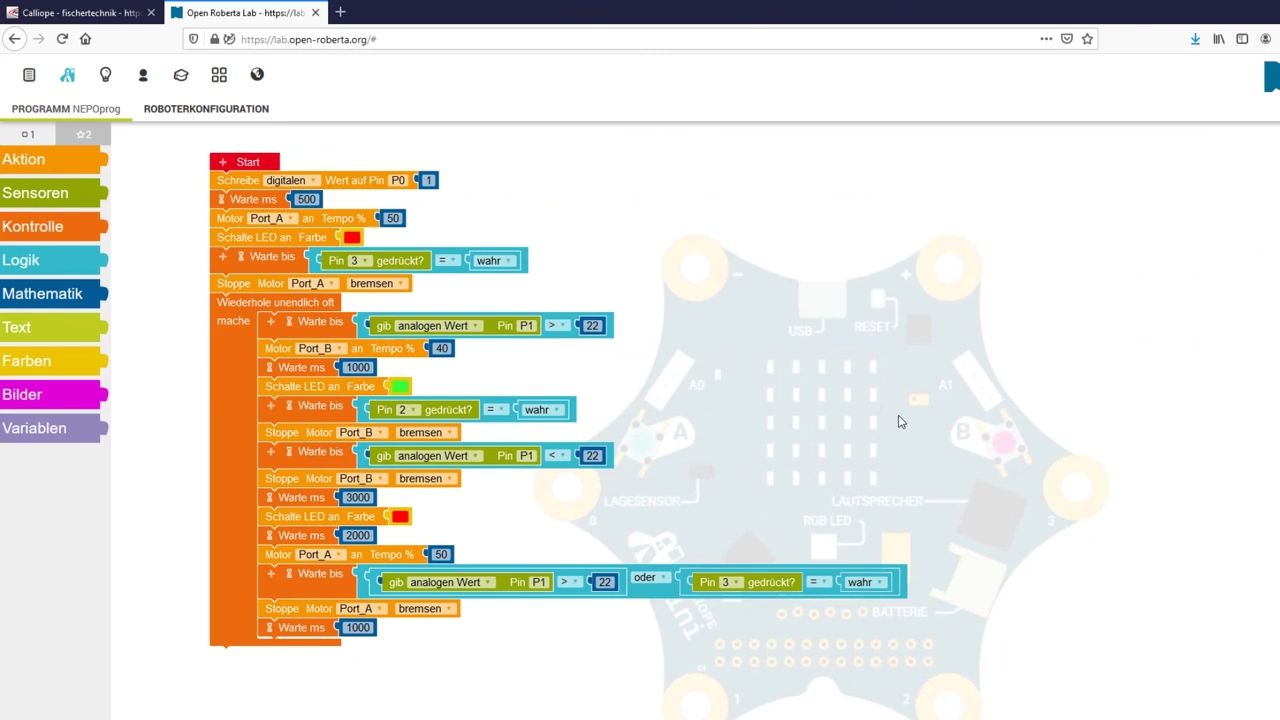 Calliope - fischertechnik - http:
Open Roberta Lab - https://lab
https://lab.open-roberta.org/#
PROGRAMM NEPOprog
ROBOTERKONFIGURATION
1
2
Aktion
Sensoren
Kontrolle
Logik
Mathematik
Text
Farben
Bilder
Variablen
+ Start
Schreibe digitalen Wert auf Pin P0 1
Warte ms 500
Motor Port_A an Tempo % 50
Schalte LED an Farbe
+ Warte bis Pin 3 gedrückt? = wahr
Stoppe Motor Port_A bremsen
Wiederhole unendlich oft
mache + Warte bis gib analogen Wert Pin P1 > 22
Motor Port_B an Tempo % 40
Warte ms 1000
Schalte LED an Farbe
+ Warte bis Pin 2 gedrückt? = wahr
Stoppe Motor Port_B bremsen
+ Warte bis gib analogen Wert Pin P1 < 22
Stoppe Motor Port_B bremsen
Warte ms 3000
Schalte LED an Farbe
Warte ms 2000
Motor Port_A an Tempo % 50
+ Warte bis gib analogen Wert Pin P1 > 22 oder Pin 3 gedrückt? = wahr
Stoppe Motor Port_A bremsen
Warte ms 1000
- +
USB RESET
A0 A1
A B
LAGESENSOR LAUTSPRECHER
0 RGB LED 3
BATTERIE
1 2